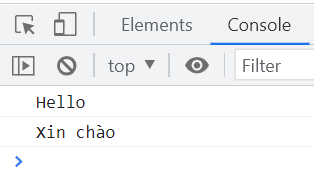 Elements Console
top Filter
Hello
Xin chào